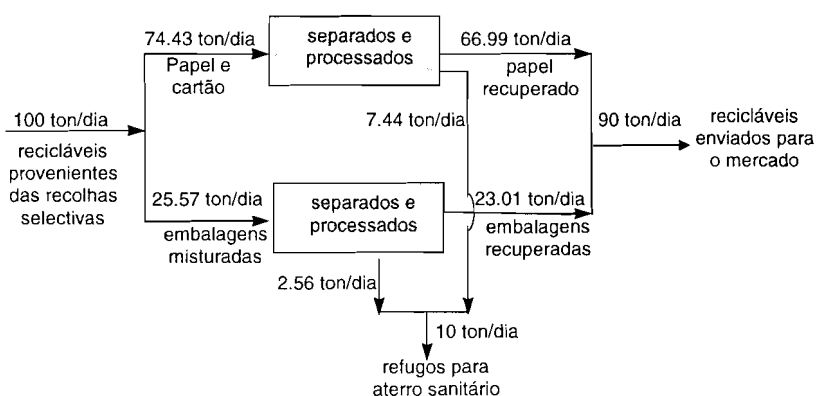 74.43 ton/dia
Papel e
cartão
separados e
processados
66.99 ton/dia
papel
recuperado
7.44 ton/dia
100 ton/dia
recicláveis
provenientes
das recolhas
selectivas
90 ton/dia
recicláveis
enviados para
o mercado
25.57 ton/dia
embalagens
misturadas
separados e
processados
23.01 ton/dia
embalagens
recuperadas
2.56 ton/dia
10 ton/dia
refugos para
aterro sanitário